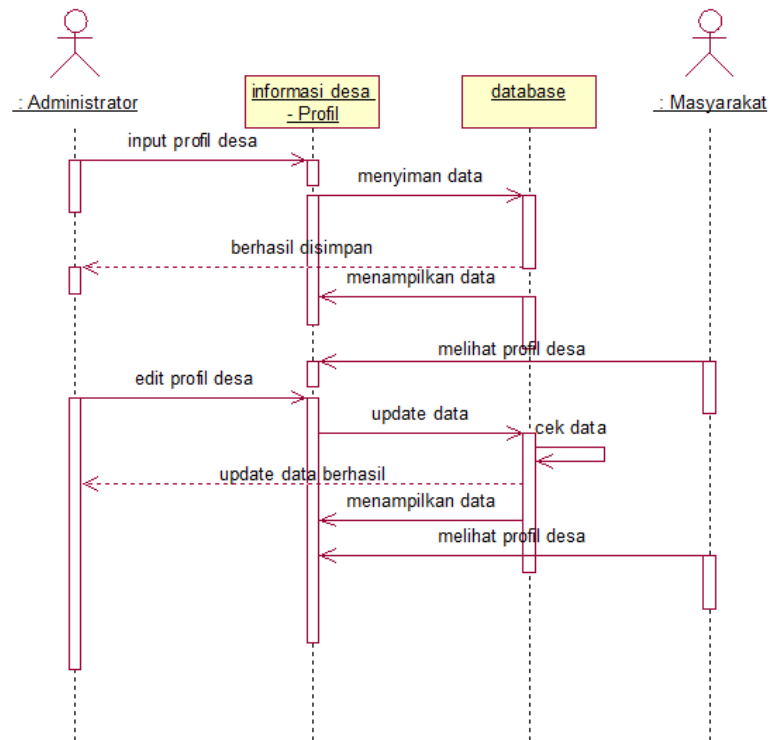 : Administrator
informasi desa
- Profil
database
: Masyarakat
input profil desa
menyiman data
berhasil disimpan
menampilkan data
melihat profil desa
edit profil desa
update data
cek data
update data berhasil
menampilkan data
melihat profil desa